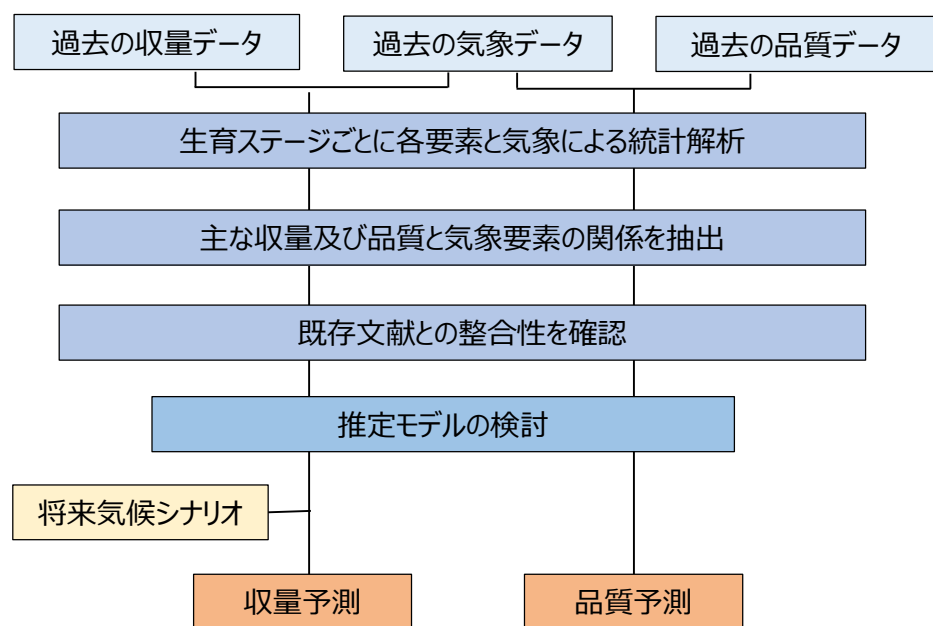 過去の収量データ
過去の気象データ
過去の品質データ
生育ステージごとに各要素と気象による統計解析
主な収量及び品質と気象要素の関係を抽出
既存文献との整合性を確認
推定モデルの検討
将来気候シナリオ
収量予測
品質予測